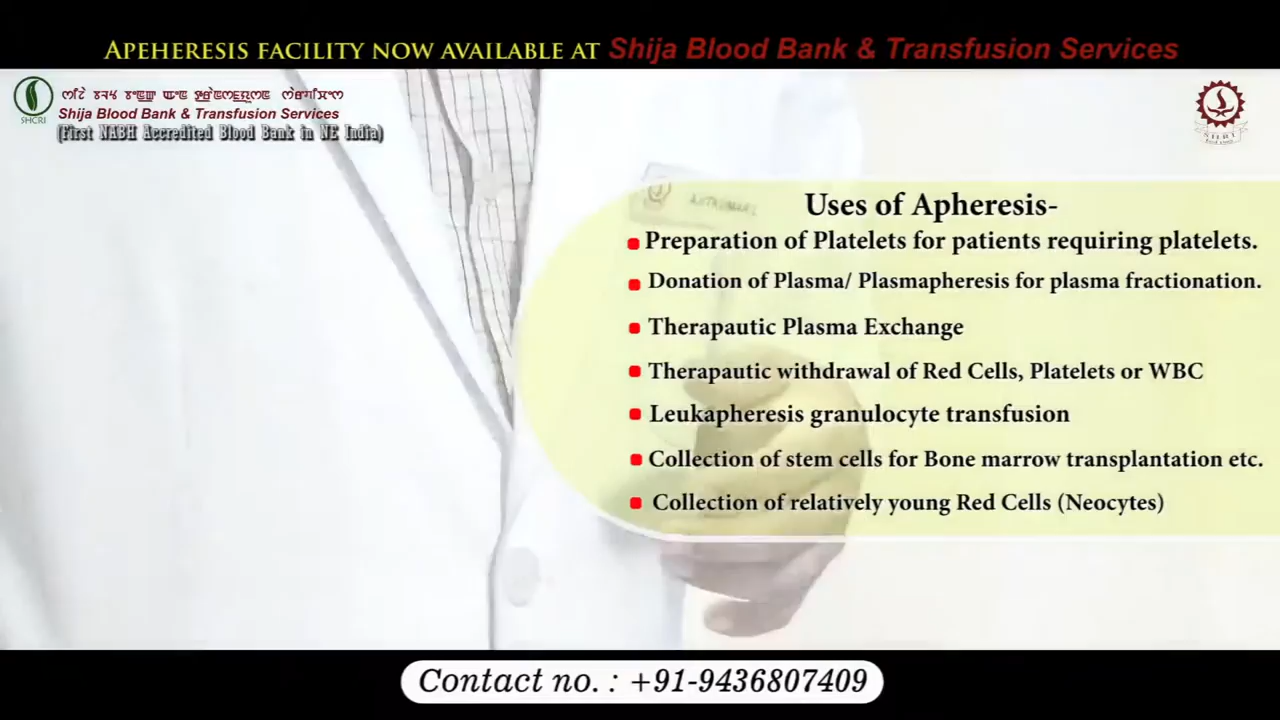 APEHERESIS FACILITY NOW AVAILABLE AT Shija Blood Bank & Transfusion Services
Shija Blood Bank & Transfusion Services
(First NABH Accredited Blood Bank in NE India)
SHCRI
Uses of Apheresis-
Preparation of Platelets for patients requiring platelets.
Donation of Plasma/ Plasmapheresis for plasma fractionation.
Therapautic Plasma Exchange
Therapautic withdrawal of Red Cells, Platelets or WBC
Leukapheresis granulocyte transfusion
Collection of stem cells for Bone marrow transplantation etc.
Collection of relatively young Red Cells (Neocytes)
Contact no. : +91-9436807409